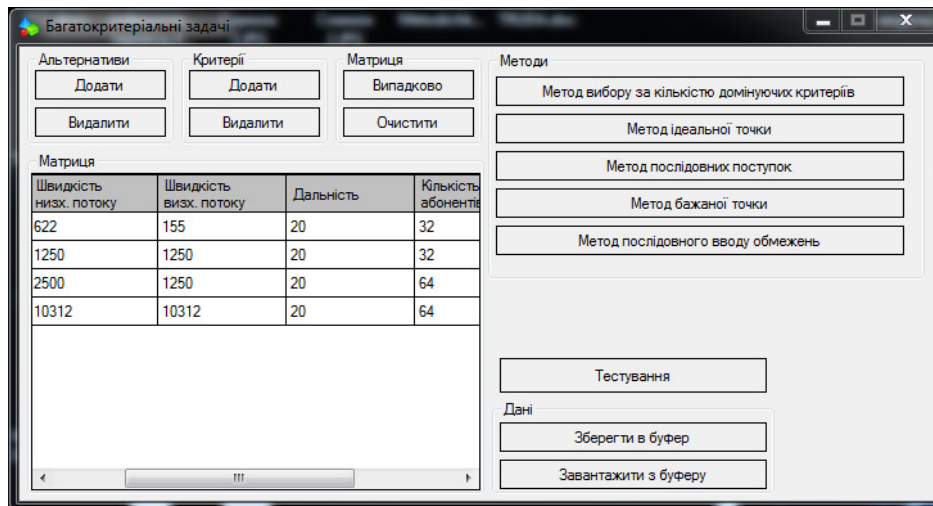 Багатокритеріальні задачі
Альтернативи
Додати
Видалити
Критерії
Додати
Видалити
Матриця
Випадково
Очистити
Матриця
Швидкість низх. потоку Швидкість визх. потоку Дальність Кількість абонентів
622 155 20 32
1250 1250 20 32
2500 1250 20 64
10312 10312 20 64
Методи
Метод вибору за кількістю домінуючих критеріїв
Метод ідеальної точки
Метод послідовних поступок
Метод бажаної точки
Метод послідовного вводу обмежень
Тестування
Дані
Зберегти в буфер
Завантажити з буферу